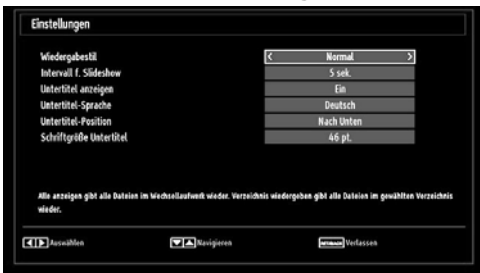 Einstellungen
Wiedergabestil < Normal >
Intervall f. Slideshow 5 sek.
Untertitel anzeigen Ein
Untertitel-Sprache Deutsch
Untertitel-Position Nach Unten
Schriftgröße Untertitel 46 pt.
Alle anzeigen gibt alle Dateien im Wechsellaufwerk wieder. Verzeichnis wiedergeben gibt alle Dateien im gewählten Verzeichnis
wieder.
Auswählen Navigieren Verlassen